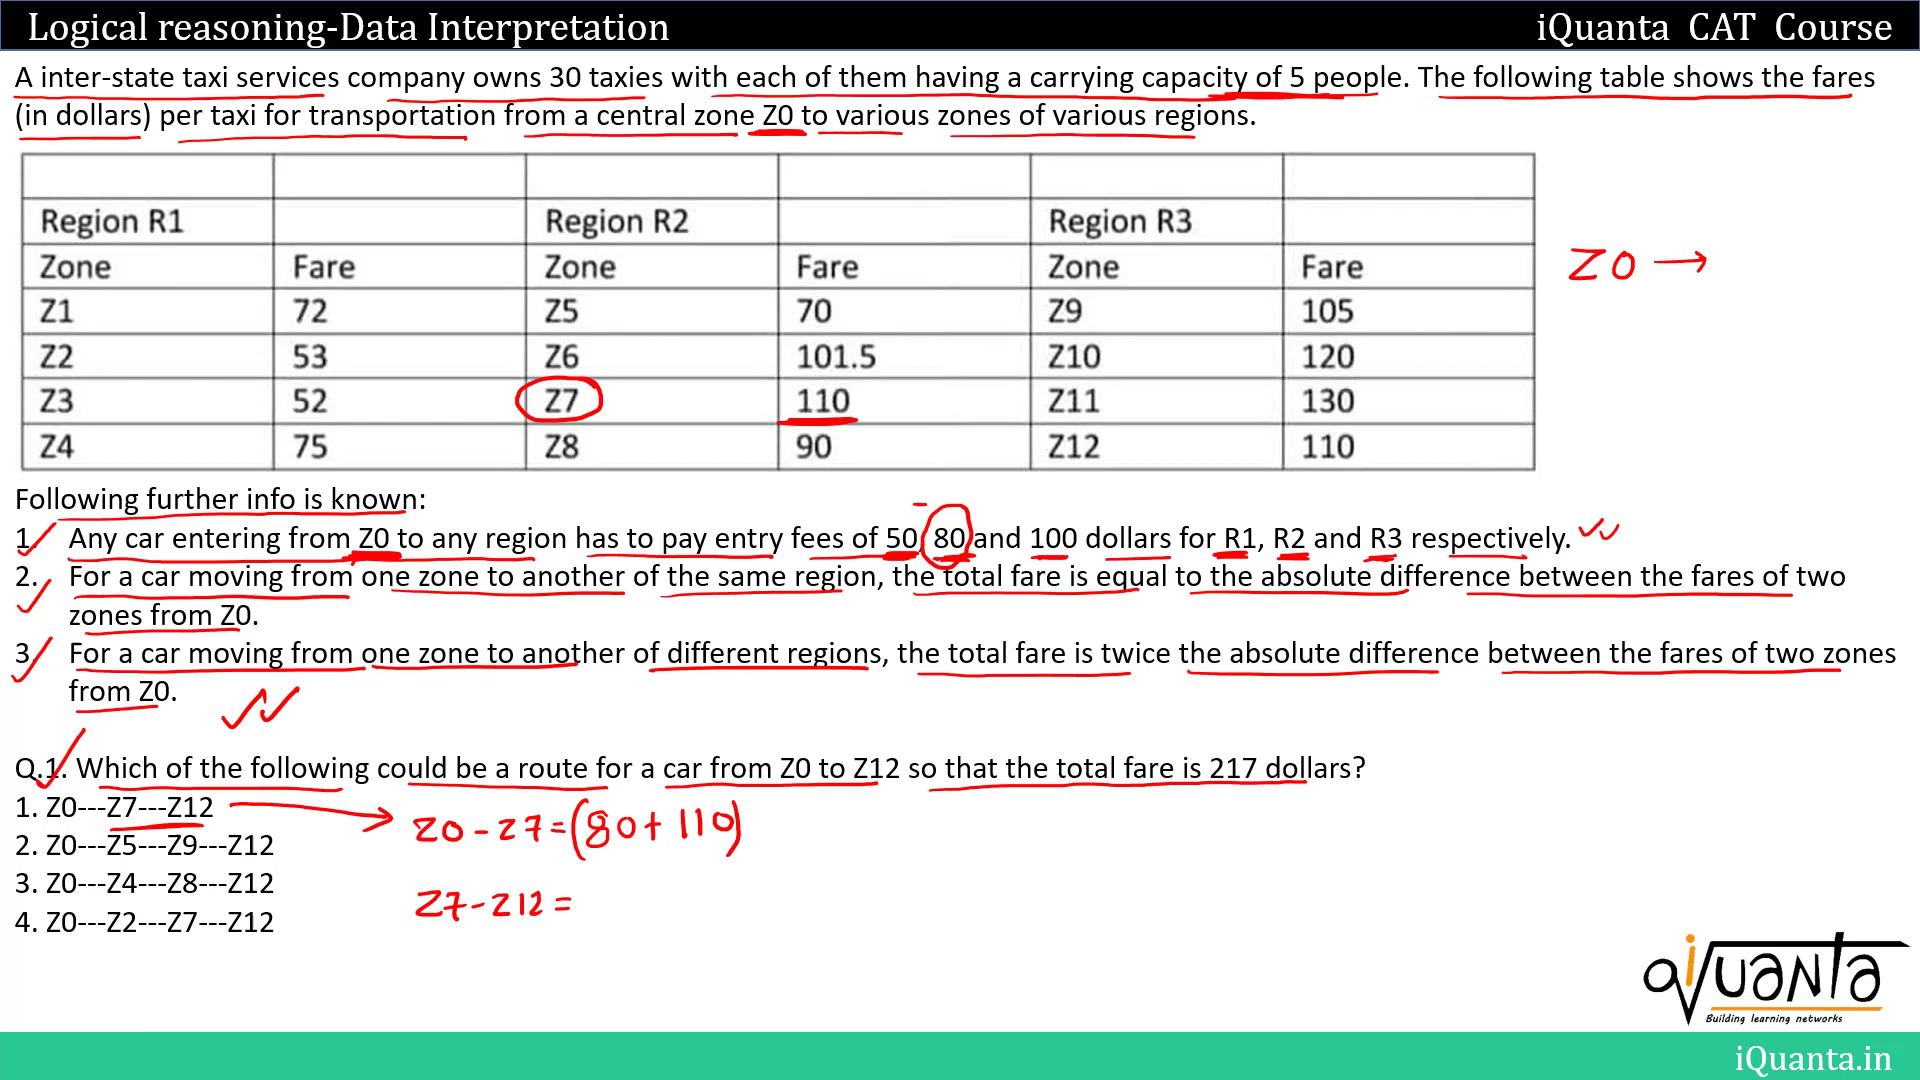 Logical reasoning-Data Interpretation
iQuanta CAT Course
A inter-state taxi services company owns 30 taxies with each of them having a carrying capacity of 5 people. The following table shows the fares
(in dollars) per taxi for transportation from a central zone Z0 to various zones of various regions.
Region R1 Region R2 Region R3
Zone Fare Zone Fare Zone Fare
Z1 72 Z5 70 Z9 105
Z2 53 Z6 101.5 Z10 120
Z3 52 Z7 110 Z11 130
Z4 75 Z8 90 Z12 110
Z0 →
Following further info is known:
1. Any car entering from Z0 to any region has to pay entry fees of 50, 80 and 100 dollars for R1, R2 and R3 respectively.
2. For a car moving from one zone to another of the same region, the total fare is equal to the absolute difference between the fares of two
zones from Z0.
3. For a car moving from one zone to another of different regions, the total fare is twice the absolute difference between the fares of two zones
from Z0.
Q.1. Which of the following could be a route for a car from Z0 to Z12 so that the total fare is 217 dollars?
1. Z0---Z7---Z12
2. Z0---Z5---Z9---Z12
3. Z0---Z4---Z8---Z12
4. Z0---Z2---Z7---Z12
Z0 - Z7 = (80 + 110)
Z7 - Z12 =
iQuanta
Building learning networks
iQuanta.in